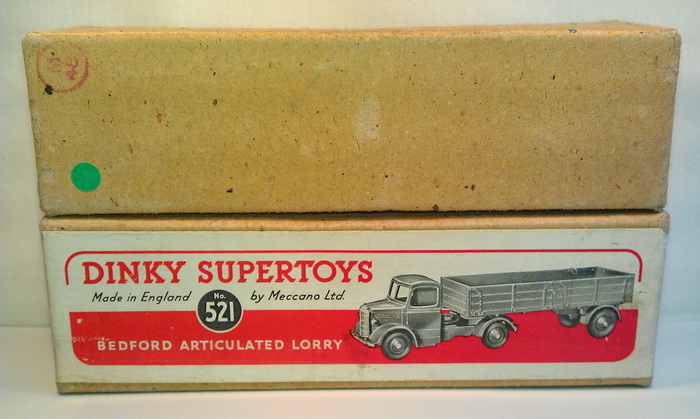 DINKY SUPERTOYS
Made in England No. 521 by Meccano Ltd.
BEDFORD ARTICULATED LORRY